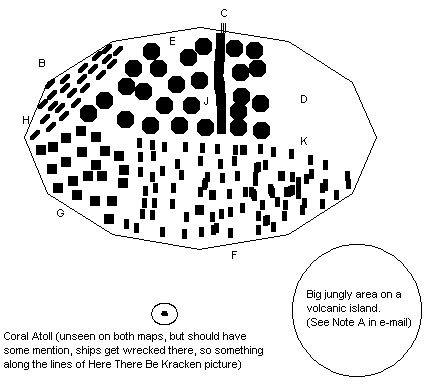 C
E
B
J
D
H
K
G
F
Big jungly area on a
volcanic island.
(See Note A in e-mail)
Coral Atoll (unseen on both maps, but should have
some mention, ships get wrecked there, so something
along the lines of Here There Be Kracken picture)